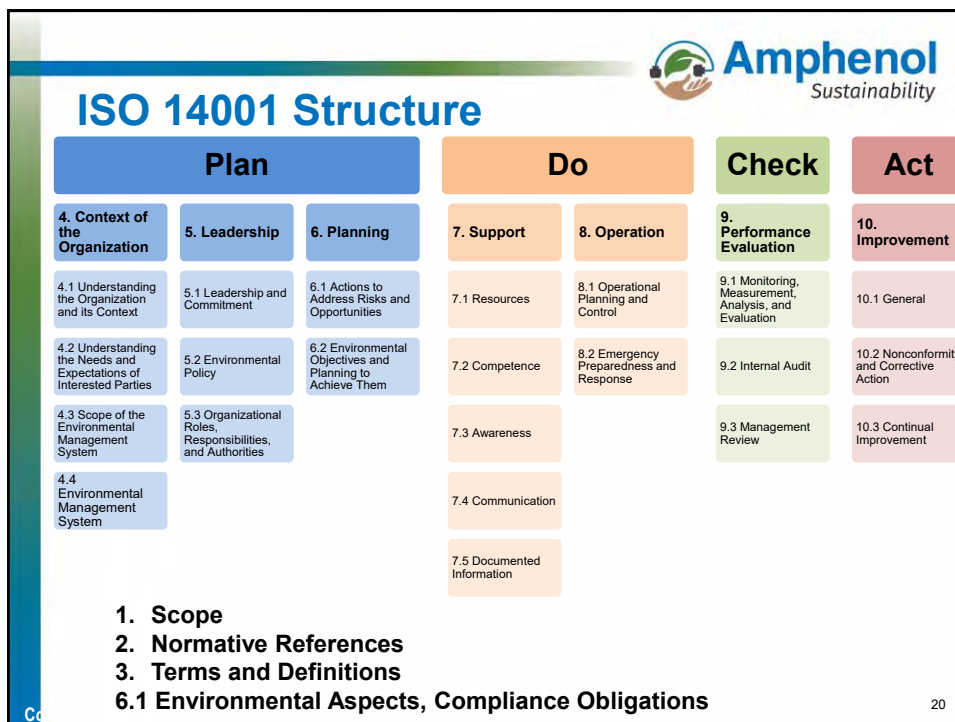 Amphenol
Sustainability
ISO 14001 Structure
Plan
Do
Check
Act
4. Context of
the
Organization
5. Leadership
6. Planning
7. Support
8. Operation
9.
Performance
Evaluation
10.
Improvement
4.1 Understanding
the Organization
and its Context
5.1 Leadership and
Commitment
6.1 Actions to
Address Risks and
Opportunities
7.1 Resources
8.1 Operational
Planning and
Control
9.1 Monitoring,
Measurement,
Analysis, and
Evaluation
10.1 General
4.2 Understanding
the Needs and
Expectations of
Interested Parties
5.2 Environmental
Policy
6.2 Environmental
Objectives and
Planning to
Achieve Them
7.2 Competence
8.2 Emergency
Preparedness and
Response
9.2 Internal Audit
10.2 Nonconformit
and Corrective
Action
4.3 Scope of the
Environmental
Management
System
5.3 Organizational
Roles,
Responsibilities,
and Authorities
7.3 Awareness
9.3 Management
Review
10.3 Continual
Improvement
4.4
Environmental
Management
System
7.4 Communication
7.5 Documented
Information
1. Scope
2. Normative References
3. Terms and Definitions
6.1 Environmental Aspects, Compliance Obligations
20